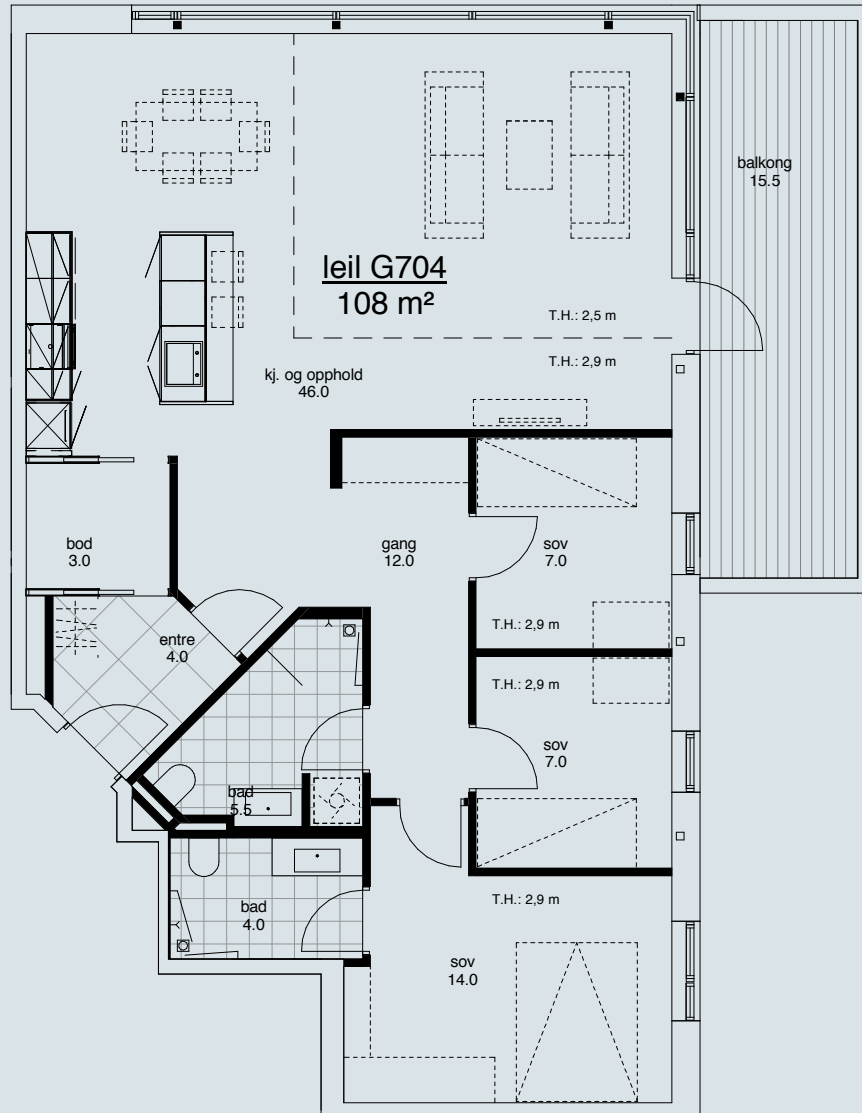 balkong
15.5
leil G704
108 m²
T.H.: 2,5 m
T.H.: 2,9 m
kj. og opphold
46.0
bod
3.0
gang
12.0
sov
7.0
entre
4.0
T.H.: 2,9 m
T.H.: 2,9 m
sov
7.0
bad
5.5
bad
4.0
T.H.: 2,9 m
sov
14.0